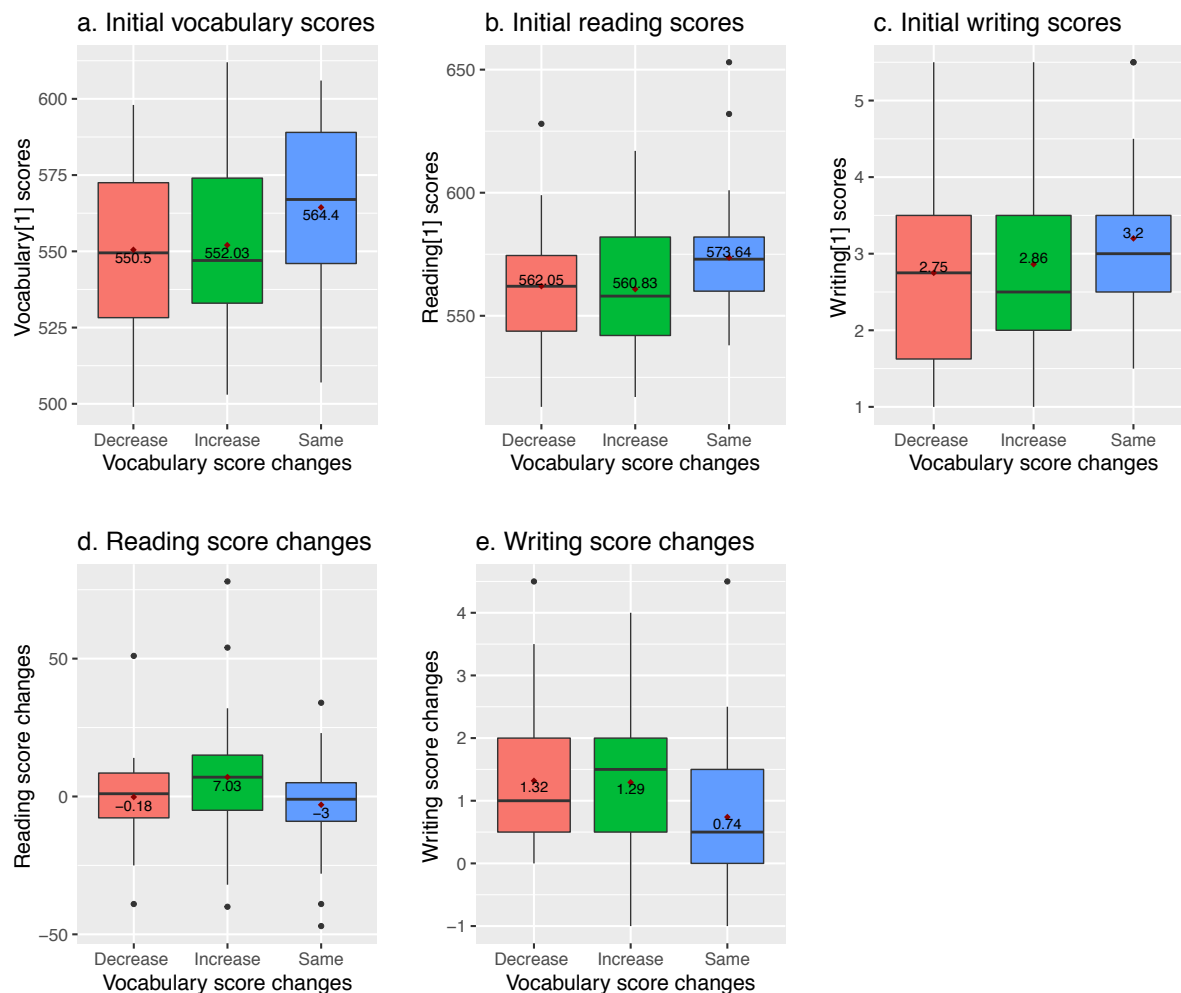 a. Initial vocabulary scores
Vocabulary[1] scores
600
575
550
525
500
550.5
552.03
564.4
Decrease Increase Same
Vocabulary score changes
b. Initial reading scores
Reading[1] scores
650
600
550
562.05
560.83
573.64
Decrease Increase Same
Vocabulary score changes
c. Initial writing scores
Writing[1] scores
5
4
3
2
1
2.75
2.86
3.2
Decrease Increase Same
Vocabulary score changes
d. Reading score changes
Reading score changes
50
0
−50
−0.18
7.03
−3
Decrease Increase Same
Vocabulary score changes
e. Writing score changes
Writing score changes
4
3
2
1
0
−1
1.32
1.29
0.74
Decrease Increase Same
Vocabulary score changes